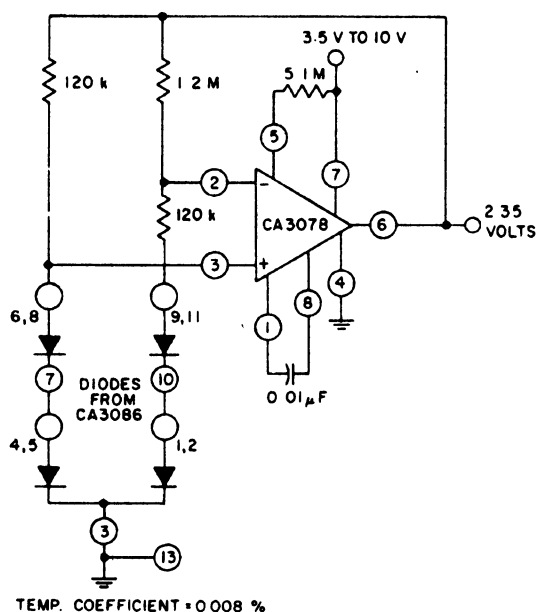 3.5 V TO 10 V
120 k
1 2 M
5 1 M
5
7
2
-
120 k
CA3078
6
2 35
VOLTS
3
+
4
8
1
6,8
9,11
7
10
DIODES
FROM
CA3086
0 01µF
4,5
1,2
3
13
TEMP. COEFFICIENT = 0 008 %